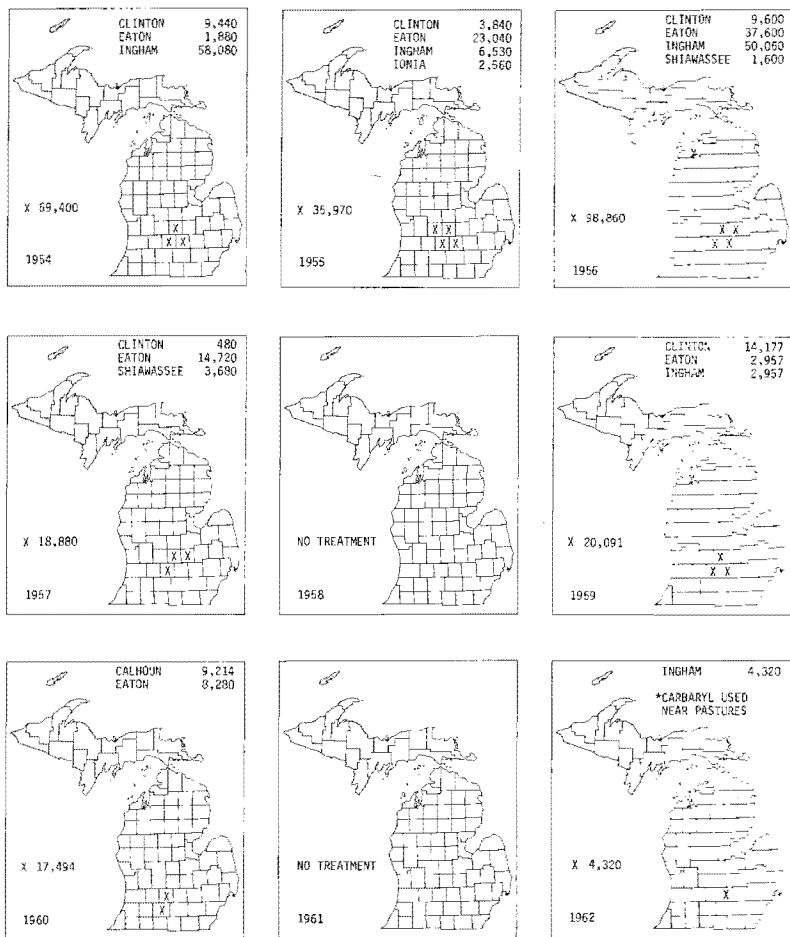 CLINTON 9,440
EATON 1,880
INGHAM 58,080
X 69,400
1954
CLINTON 3,840
EATON 23,040
INGHAM 6,530
IONIA 2,560
X 35,970
1955
CLINTON 9,600
EATON 37,600
INGHAM 50,060
SHIAWASSEE 1,600
X 98,860
1956
CLINTON 480
EATON 14,720
SHIAWASSEE 3,680
X 18,880
1957
NO TREATMENT
1958
CLINTON 14,177
EATON 2,957
INGHAM 2,957
X 20,091
1959
CALHOUN 9,214
EATON 8,280
X 17,494
1960
NO TREATMENT
1961
INGHAM 4,320
*CARBARYL USED
NEAR PASTURES
X 4,320
1962